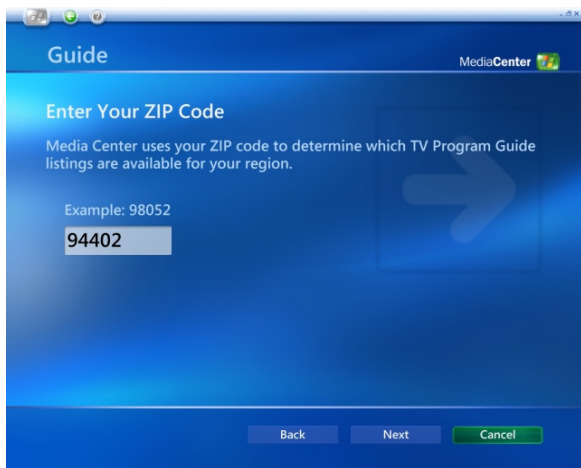 Guide
MediaCenter
Enter Your ZIP Code
Media Center uses your ZIP code to determine which TV Program Guide
listings are available for your region.
Example: 98052
94402
Back Next Cancel